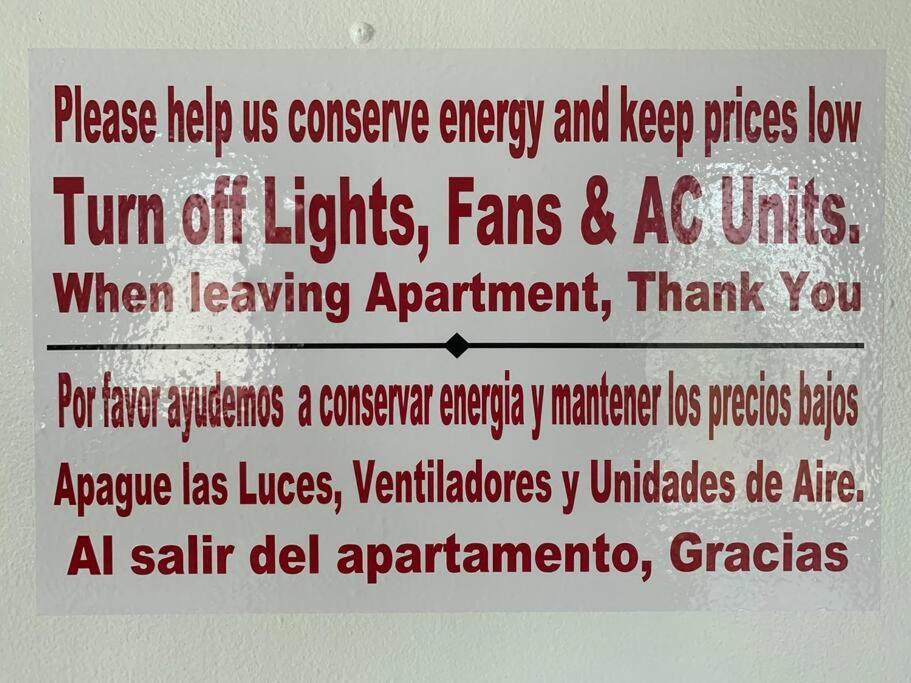 Please help us conserve energy and keep prices low
Turn off Lights, Fans & AC Units.
When leaving Apartment, Thank You
Por favor ayudemos a conservar energia y mantener los precios bajos
Apague las Luces, Ventiladores y Unidades de Aire.
Al salir del apartamento, Gracias